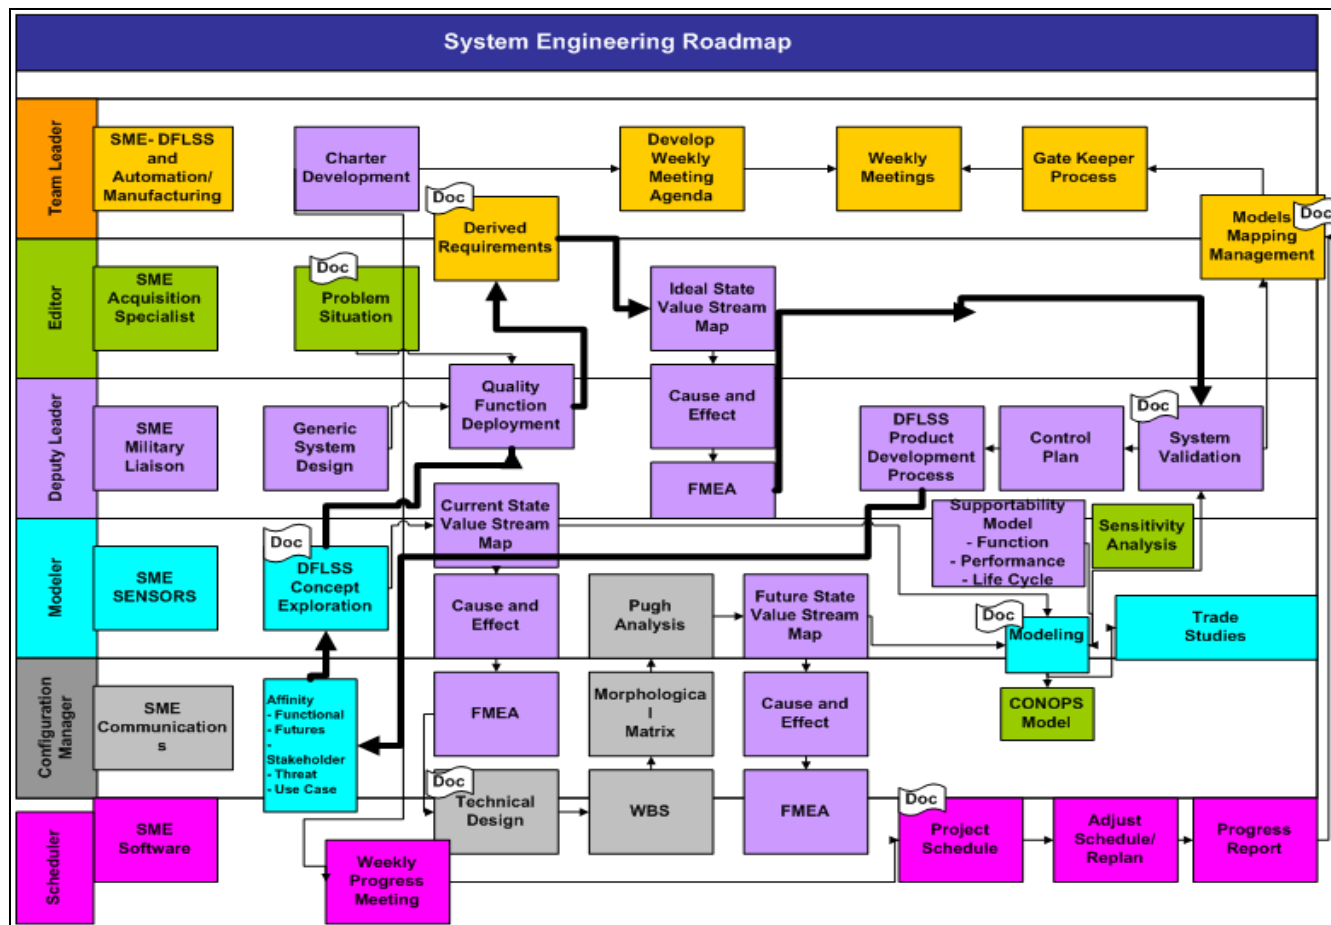 System Engineering Roadmap
Team Leader
SME- DFLSS
and
Automation/
Manufacturing
Charter
Development
Develop
Weekly
Meeting
Agenda
Weekly
Meetings
Gate Keeper
Process
Doc
Derived
Requirements
Doc
Models
Mapping
Management
Editor
SME
Acquisition
Specialist
Doc
Problem
Situation
Ideal State
Value Stream
Map
Deputy Leader
SME
Military
Liaison
Generic
System
Design
Quality
Function
Deployment
Cause and
Effect
FMEA
DFLSS
Product
Development
Process
Control
Plan
Doc
System
Validation
Modeler
SME
SENSORS
Doc
DFLSS
Concept
Exploration
Current State
Value Stream
Map
Cause and
Effect
Pugh
Analysis
Future State
Value Stream
Map
Supportability
Model
- Function
- Performance
- Life Cycle
Sensitivity
Analysis
Doc
Modeling
Trade
Studies
Configuration
Manager
SME
Communication
s
Affinity
- Functional
- Futures
-
Stakeholder
- Threat
- Use Case
FMEA
Morphologica
l
Matrix
Cause and
Effect
CONOPS
Model
Scheduler
SME
Software
Weekly
Progress
Meeting
Doc
Technical
Design
WBS
FMEA
Doc
Project
Schedule
Adjust
Schedule/
Replan
Progress
Report